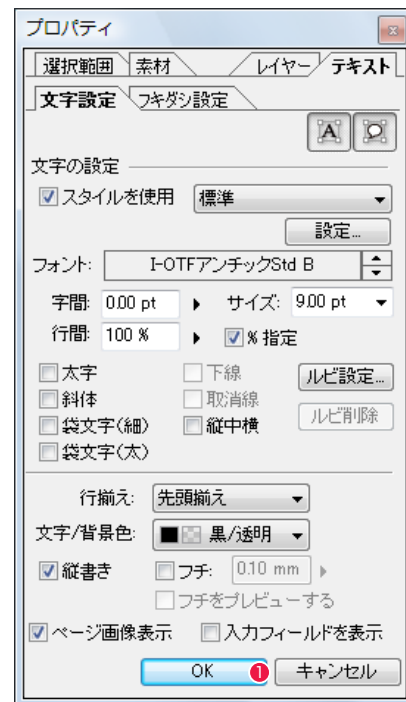 プロパティ
選択範囲 素材 レイヤー テキスト
文字設定 フキダシ設定
A
文字の設定
スタイルを使用 標準
設定...
フォント: I-OTFアンチックStd B
字間: 0.00 pt サイズ: 9.00 pt
行間: 100 % % 指定
太字 下線 ルビ設定...
斜体 取消線
袋文字(細) 縦中横 ルビ削除
袋文字(太)
行揃え: 先頭揃え
文字/背景色: 黒/透明
縦書き フチ: 0.10 mm
フチをプレビューする
ページ画像表示 入力フィールドを表示
OK 1 キャンセル